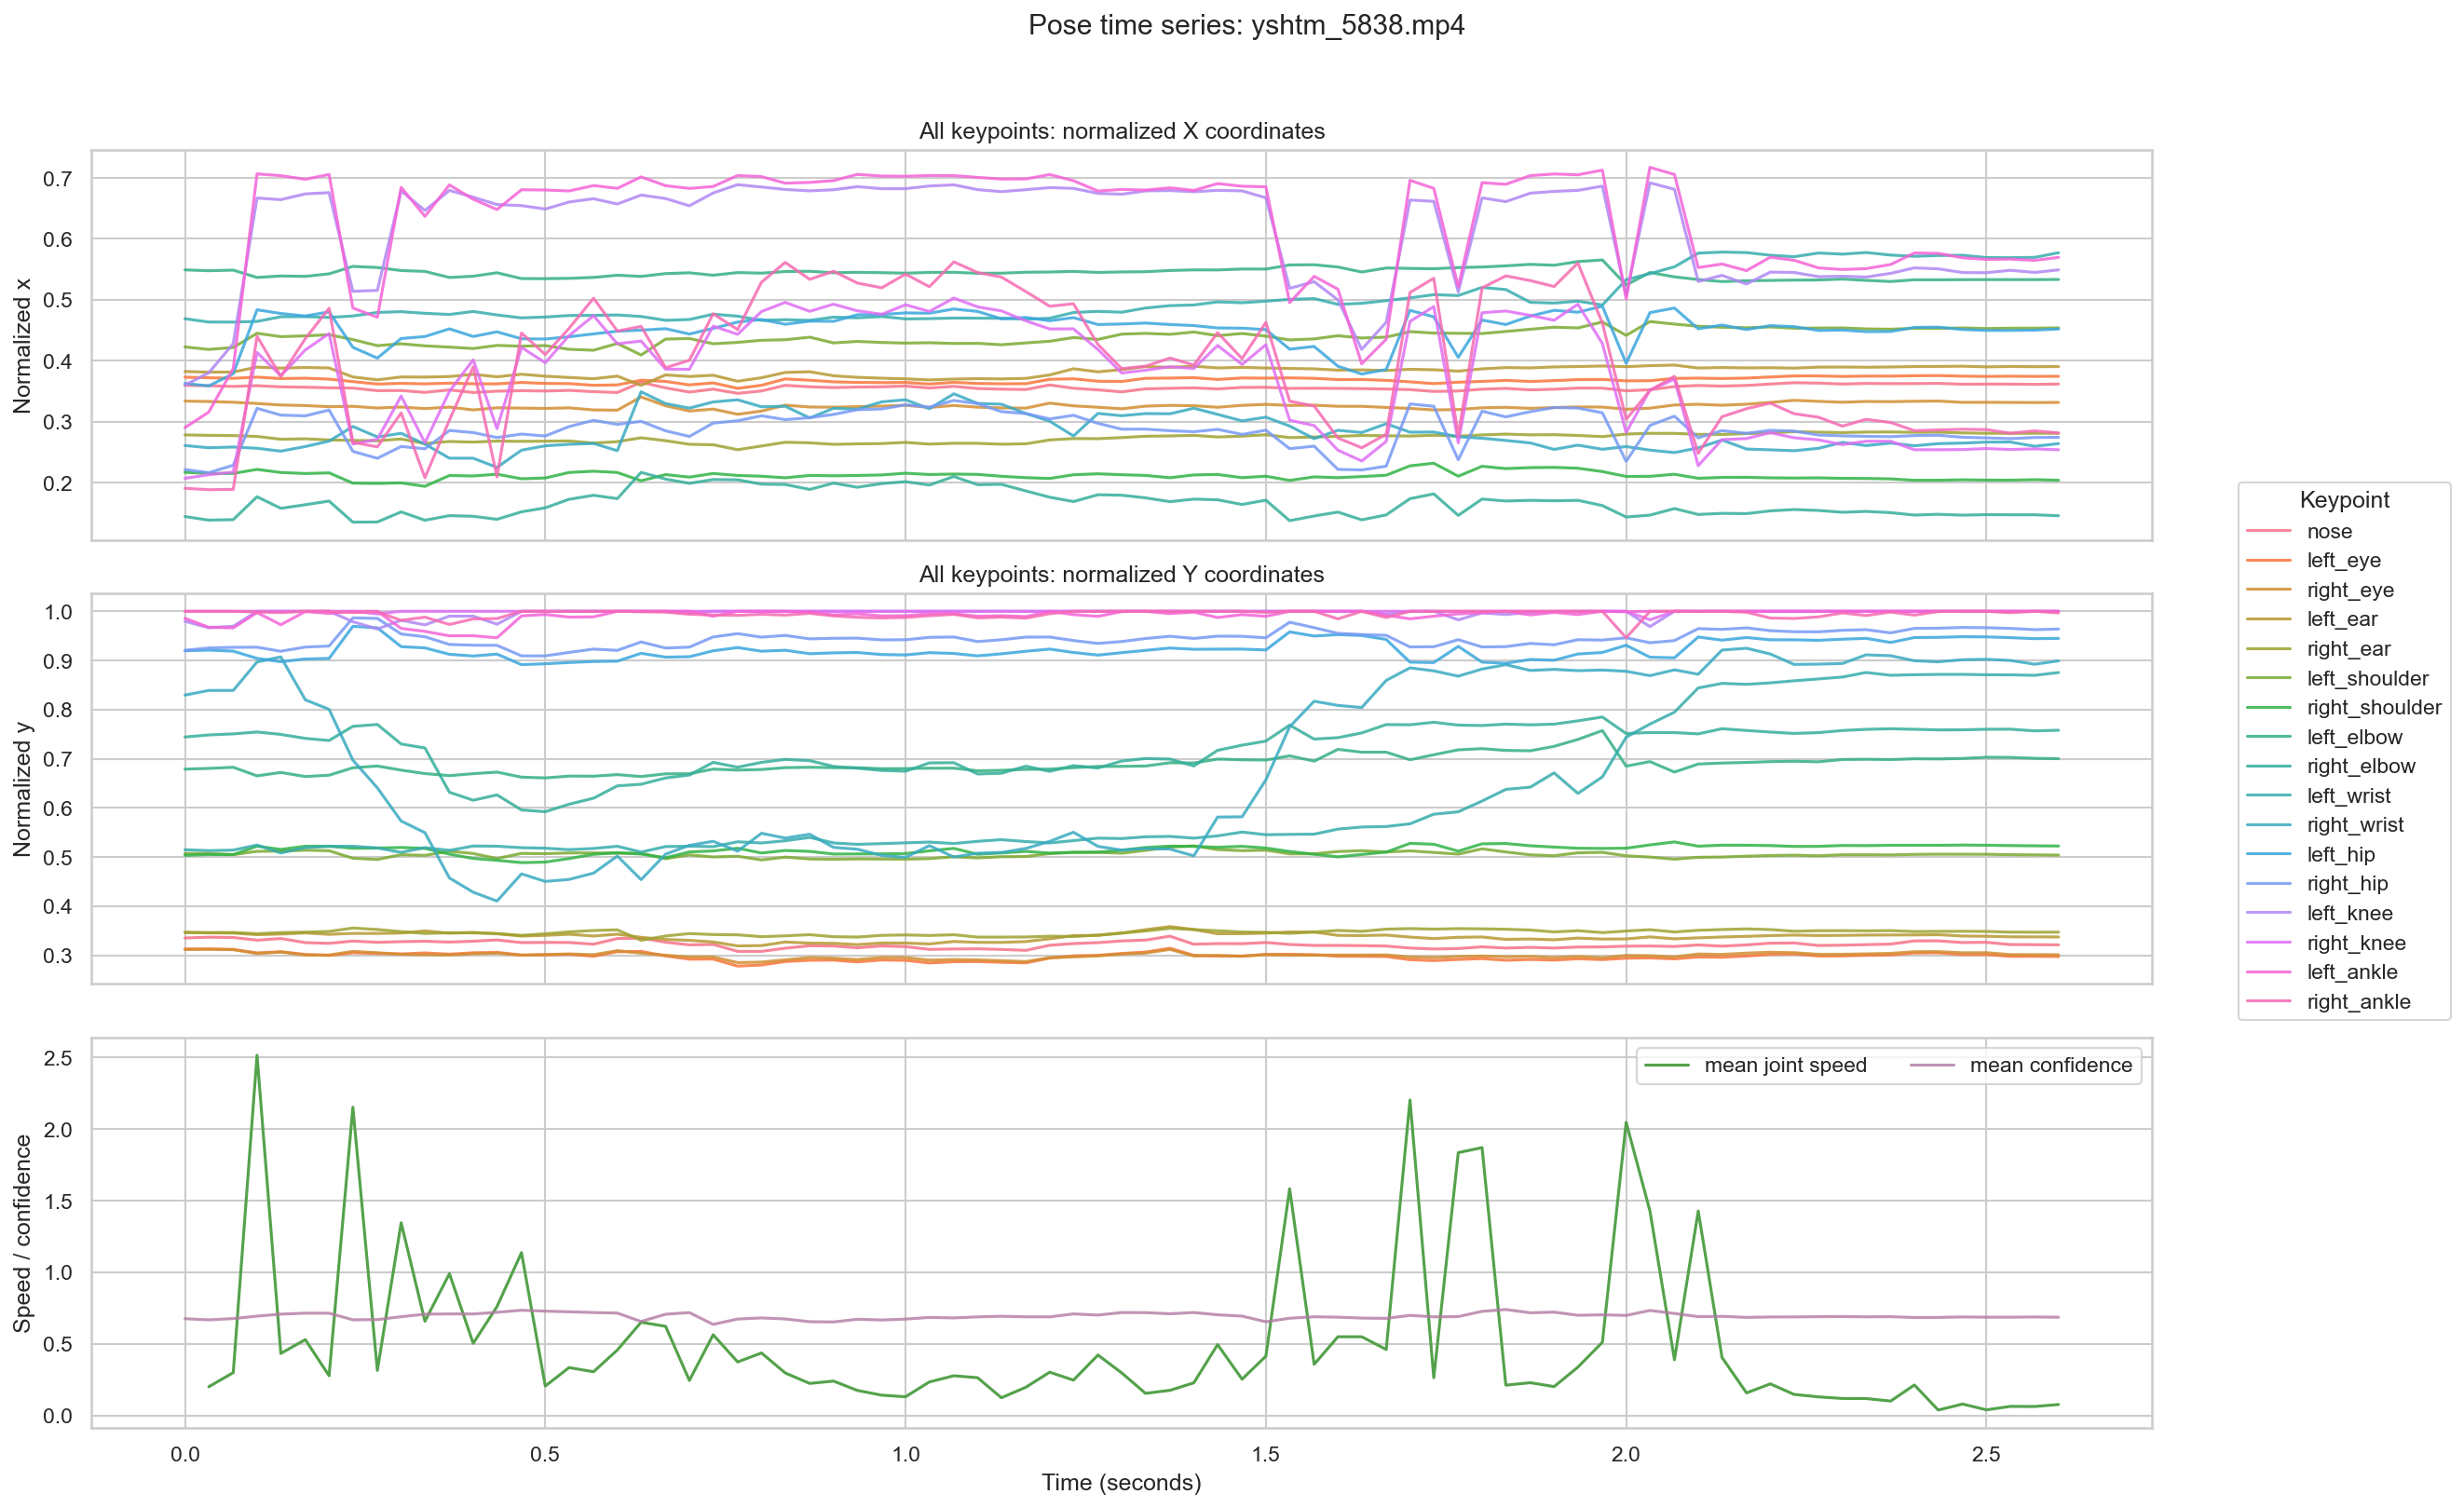 Pose time series: yshtm_5838.mp4
All keypoints: normalized X coordinates
Normalized x
0.7
0.6
0.5
0.4
0.3
0.2
All keypoints: normalized Y coordinates
Normalized y
1.0
0.9
0.8
0.7
0.6
0.5
0.4
0.3
Keypoint
nose
left_eye
right_eye
left_ear
right_ear
left_shoulder
right_shoulder
left_elbow
right_elbow
left_wrist
right_wrist
left_hip
right_hip
left_knee
right_knee
left_ankle
right_ankle
Speed / confidence
2.5
2.0
1.5
1.0
0.5
0.0
mean joint speed mean confidence
0.0 0.5 1.0 1.5 2.0 2.5
Time (seconds)